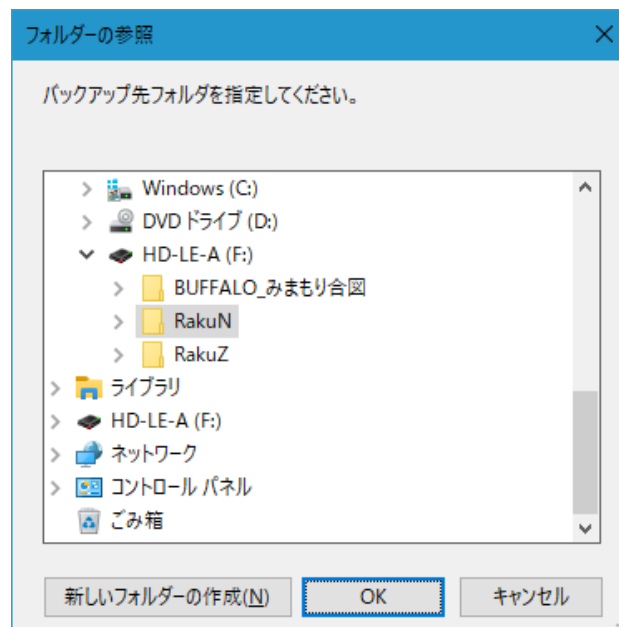 フォルダーの参照
バックアップ先フォルダを指定してください。
Windows (C:)
DVD ドライブ (D:)
HD-LE-A (F:)
BUFFALO_みまもり合図
RakuN
RakuZ
ライブラリ
HD-LE-A (F:)
ネットワーク
コントロール パネル
ごみ箱
新しいフォルダーの作成(N) OK キャンセル